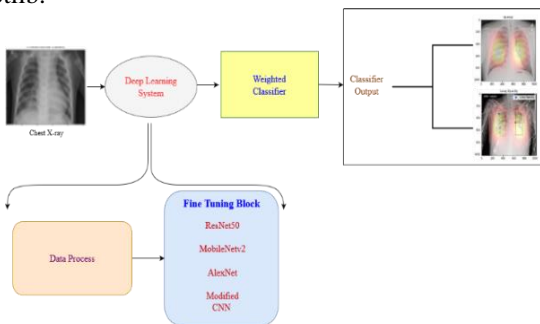 Deep Learning
System
Weighted
Classifier
Classifier
Output
Chest X-ray
Fine Tuning Block
ResNet50
MobileNetv2
AlexNet
Modified
CNN
Data Process